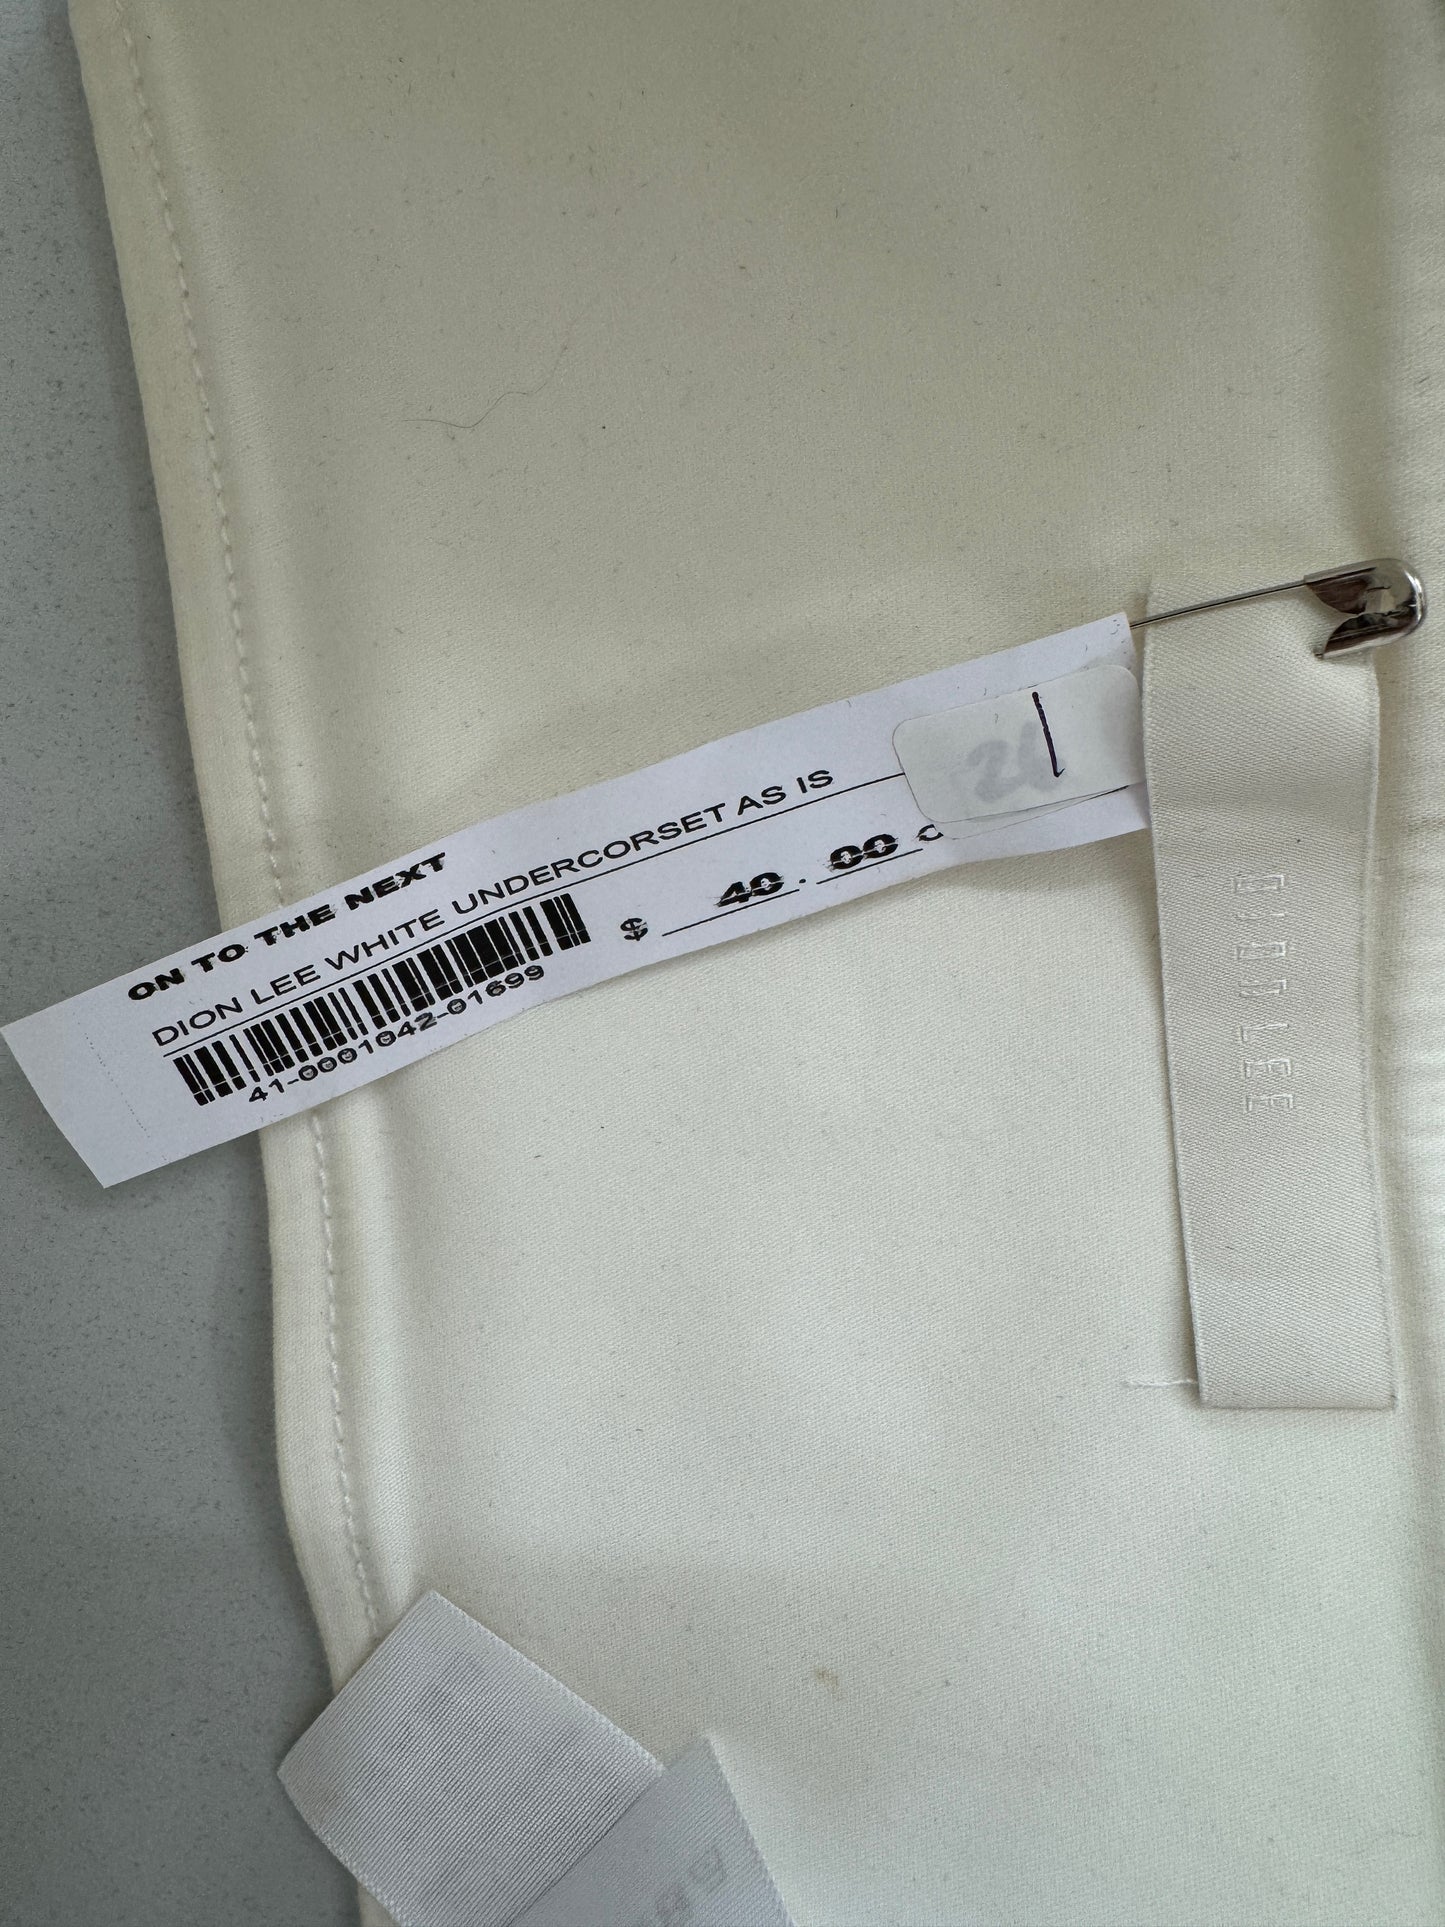 ON TO THE NEXT
DION LEE WHITE UNDERCORSET AS IS
41-0001042-01699
$ 40.00
DION LEE